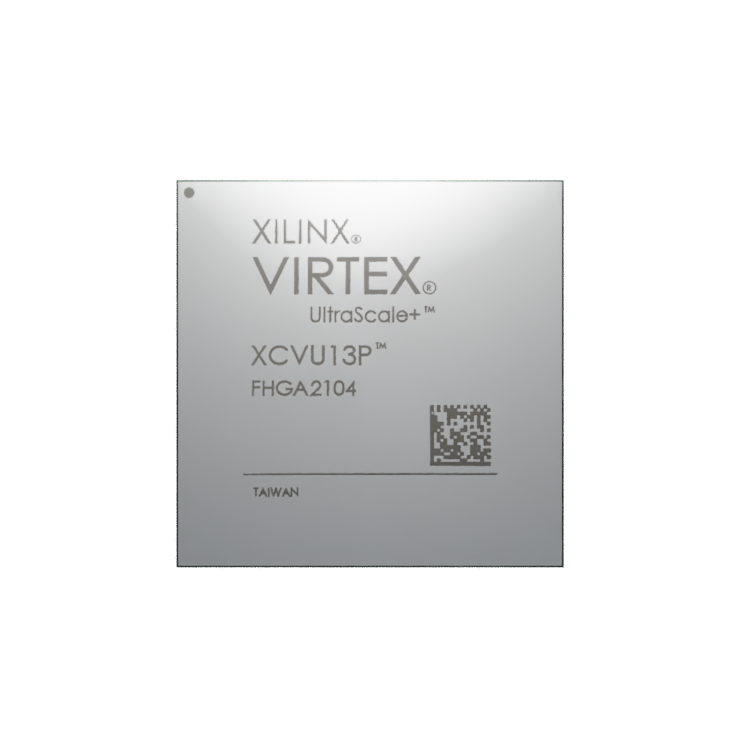 XILINX®
VIRTEX®
UltraScale+™
XCVU13P™
FHGA2104
TAIWAN